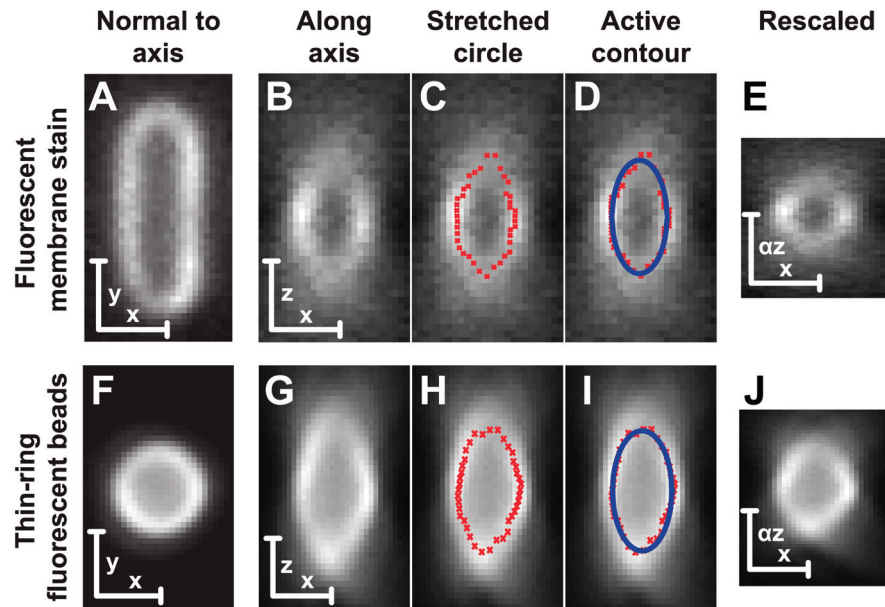 Normal to axis
Along axis
Stretched circle
Active contour
Rescaled
Fluorescent membrane stain
A
B
C
D
E
y
x
z
x
αz
x
Thin-ring fluorescent beads
F
G
H
I
J
y
x
z
x
αz
x